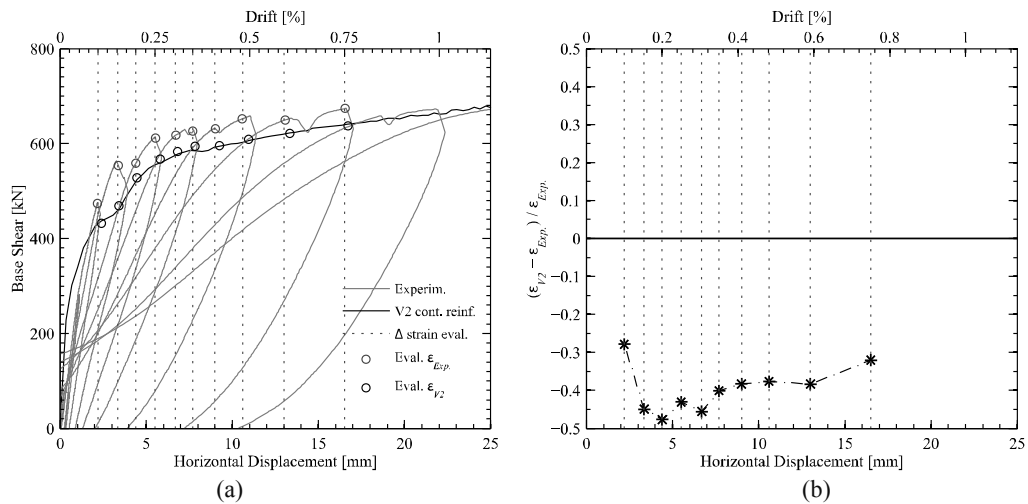 Drift [%]
0 0.25 0.5 0.75 1
800
600
400
200
0
Base Shear [kN]
Experim.
V2 cont. reinf.
Δ strain eval.
Eval. ε_Exp.
Eval. ε_V2
0 5 10 15 20 25
Horizontal Displacement [mm]
(a)
Drift [%]
0 0.2 0.4 0.6 0.8 1
0.5
0.4
0.3
0.2
0.1
0
−0.1
−0.2
−0.3
−0.4
−0.5
(ε_V2 − ε_Exp.) / ε_Exp.
0 5 10 15 20 25
Horizontal Displacement [mm]
(b)